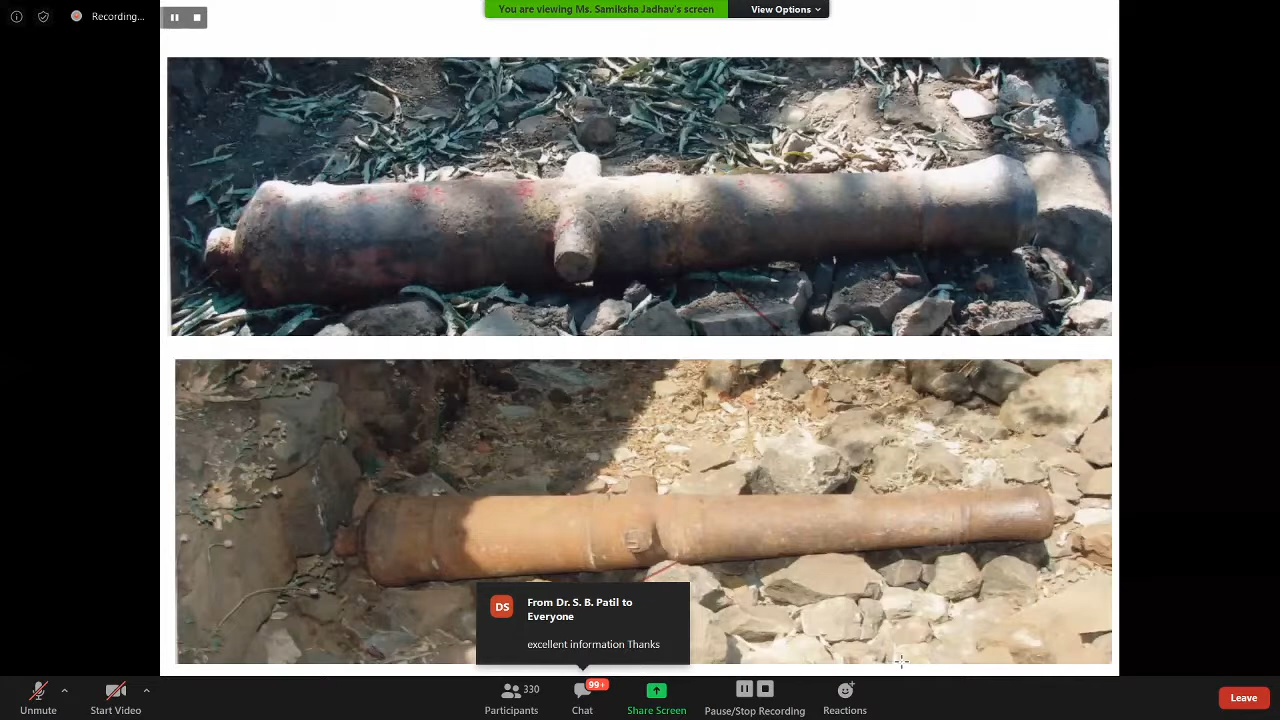 Recording...
You are viewing Ms. Samiksha Jadhav's screen
View Options
DS
From Dr. S. B. Patil to
Everyone
excellent information Thanks
Unmute
Start Video
330
Participants
99+
Chat
Share Screen
Pause/Stop Recording
Reactions
Leave